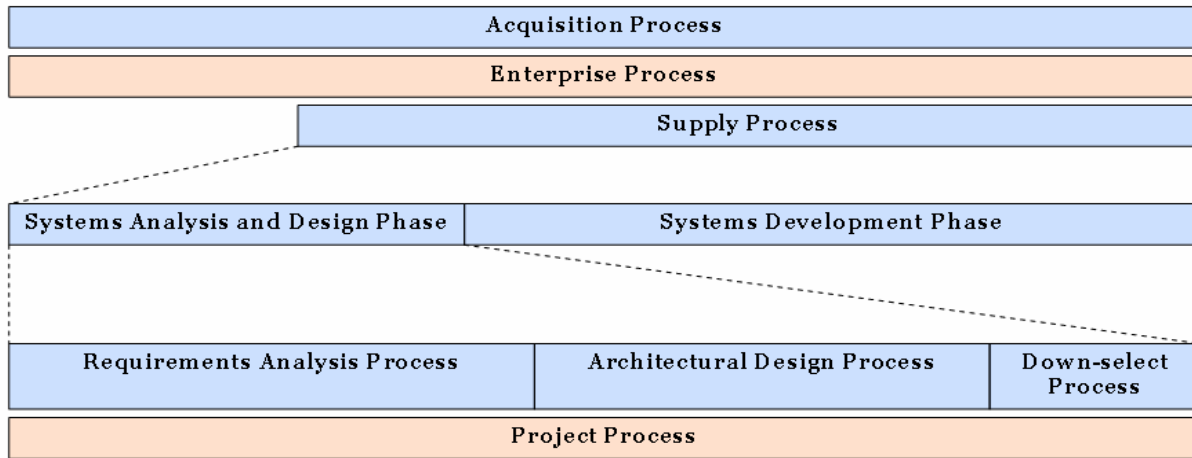 Acquisition Process
Enterprise Process
Supply Process
Systems Analysis and Design Phase
Systems Development Phase
Requirements Analysis Process
Architectural Design Process
Down-select
Process
Project Process